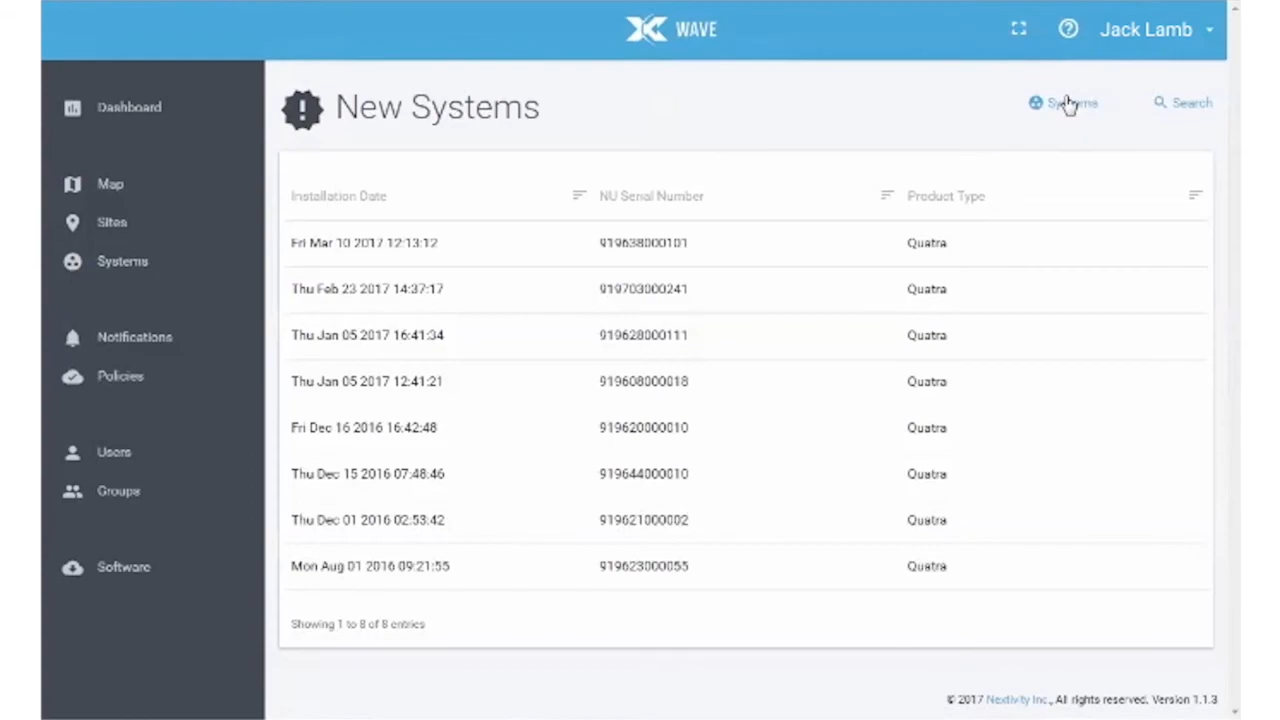 WAVE
Jack Lamb
Dashboard
Map
Sites
Systems
Notifications
Policies
Users
Groups
Software
New Systems
Systems
Search
Installation Date NU Serial Number Product Type
Fri Mar 10 2017 12:13:12 919638000101 Quatra
Thu Feb 23 2017 14:37:17 919703000241 Quatra
Thu Jan 05 2017 16:41:34 919628000111 Quatra
Thu Jan 05 2017 12:41:21 919608000018 Quatra
Fri Dec 16 2016 16:42:48 919620000010 Quatra
Thu Dec 15 2016 07:48:46 919644000010 Quatra
Thu Dec 01 2016 02:53:42 919621000002 Quatra
Mon Aug 01 2016 09:21:55 919623000055 Quatra
Showing 1 to 8 of 8 entries
© 2017 Nextivity Inc., All rights reserved. Version 1.1.3